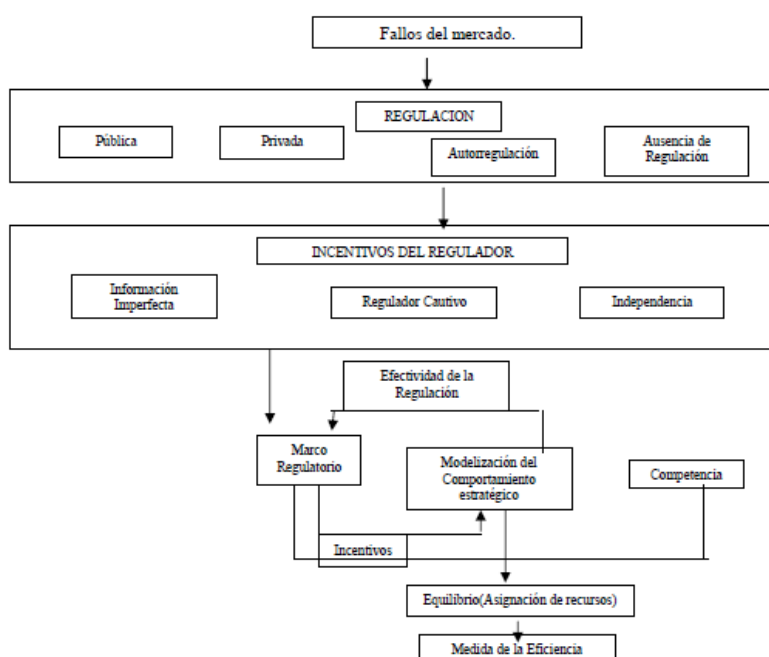 Fallos del mercado.
REGULACION
Pública
Privada
Autorregulación
Ausencia de
Regulación
INCENTIVOS DEL REGULADOR
Información
Imperfecta
Regulador Cautivo
Independencia
Efectividad de la
Regulación
Marco
Regulatorio
Modelización del
Comportamiento
estratégico
Competencia
Incentivos
Equilibrio(Asignación de recursos)
Medida de la Eficiencia